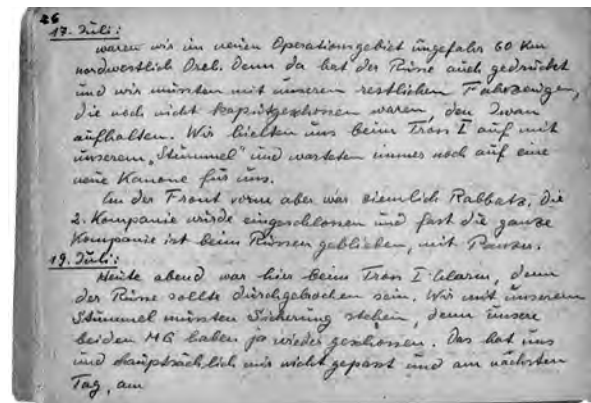 26
17. Juli:
waren wir im neuen Operationsgebiet ungefähr 60 Km
nordwestlich Orel. Denn da hat der Russe auch gedrückt
und wir mussten mit unseren restlichen Fahrzeugen,
die noch nicht kaputtgeschossen waren, den Iwan
aufhalten. Wir hielten uns beim Tross I auf mit
unserem „Stummel" und warteten immer noch auf eine
neue Kanone für uns.
An der Front vorne aber war ziemlich Rabbatz, die
2. Kompanie wurde eingeschlossen und fast die ganze
Kompanie ist beim Russen geblieben, mit Panzer.
19. Juli:
Heute abend war hier beim Tross I Alarm, denn
der Russe sollte durchgebrochen sein. Wir mit unserem
Stummel mussten Sicherung stehen, denn unsere
beiden MG haben ja wieder geschossen. Das hat uns
und hauptsächlich mir nicht gepasst und am nächsten
Tag, am